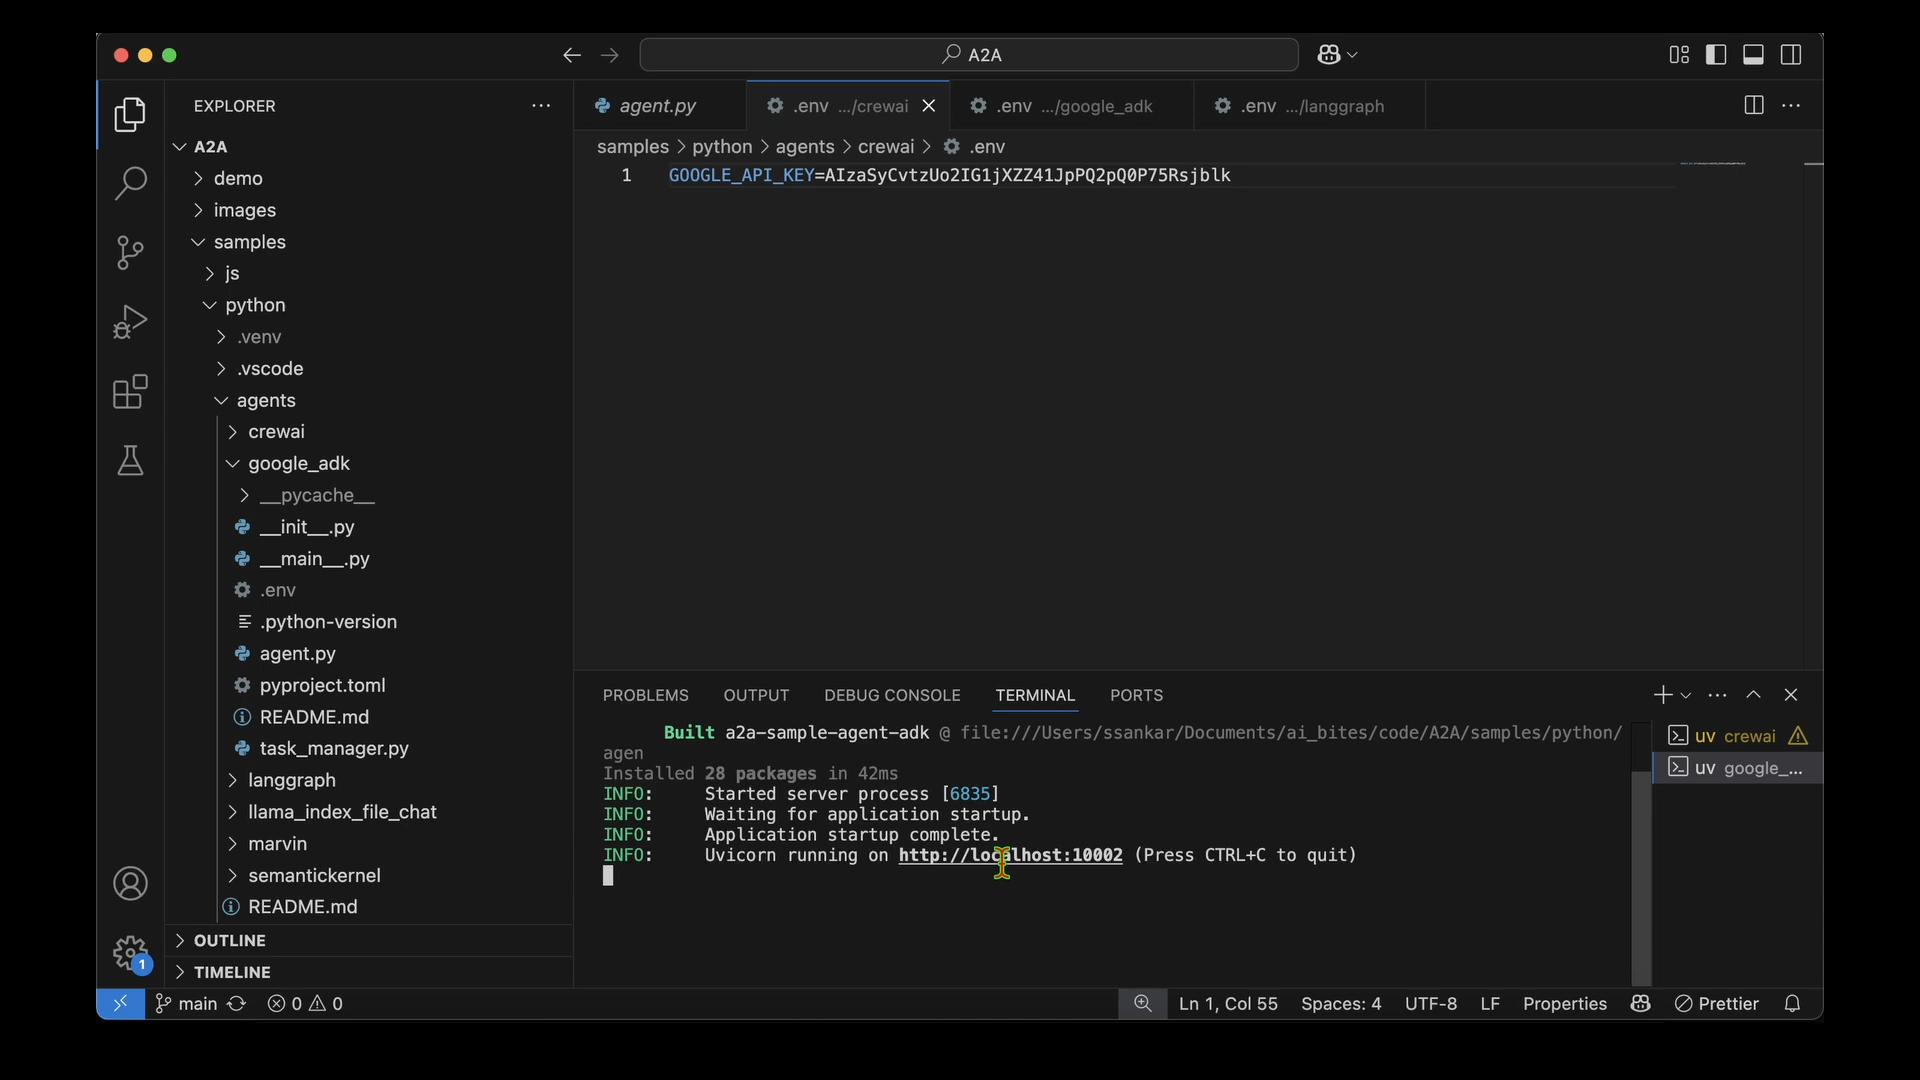 A2A
EXPLORER
agent.py
.env .../crewai
.env .../google_adk
.env .../langgraph
A2A
demo
images
samples
js
python
.venv
.vscode
agents
crewai
google_adk
__pycache__
__init__.py
__main__.py
.env
.python-version
agent.py
pyproject.toml
README.md
task_manager.py
langgraph
llama_index_file_chat
marvin
semantickernel
README.md
OUTLINE
TIMELINE
samples > python > agents > crewai > .env
1 GOOGLE_API_KEY=AIzaSyCvtzUo2IG1jXZZ41JpPQ2pQ0P75Rsjblk
PROBLEMS OUTPUT DEBUG CONSOLE TERMINAL PORTS
Built a2a-sample-agent-adk @ file:///Users/ssankar/Documents/ai_bites/code/A2A/samples/python/
agen
Installed 28 packages in 42ms
INFO: Started server process [6835]
INFO: Waiting for application startup.
INFO: Application startup complete.
INFO: Uvicorn running on http://localhost:10002 (Press CTRL+C to quit)
uv crewai
uv google_...
1
main 0 0
Ln 1, Col 55 Spaces: 4 UTF-8 LF Properties Prettier